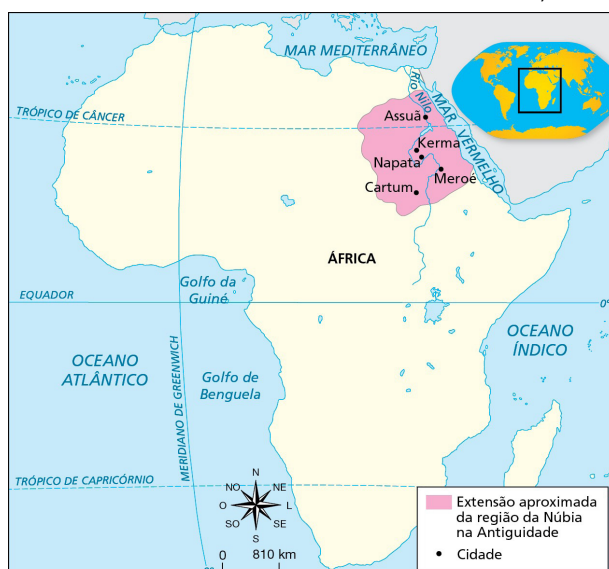 MAR MEDITERRÂNEO
Rio Nilo
MAR VERMELHO
TRÓPICO DE CÂNCER
Assuã
Kerma
Napata
Meroé
Cartum
ÁFRICA
Golfo da
Guiné
EQUADOR
0°
OCEANO
ATLÂNTICO
MERIDIANO DE GREENWICH
Golfo de
Benguela
OCEANO
ÍNDICO
TRÓPICO DE CAPRICÓRNIO
N
NO
NE
O
L
SO
SE
S
0 810 km
Extensão aproximada
da região da Núbia
na Antiguidade
Cidade